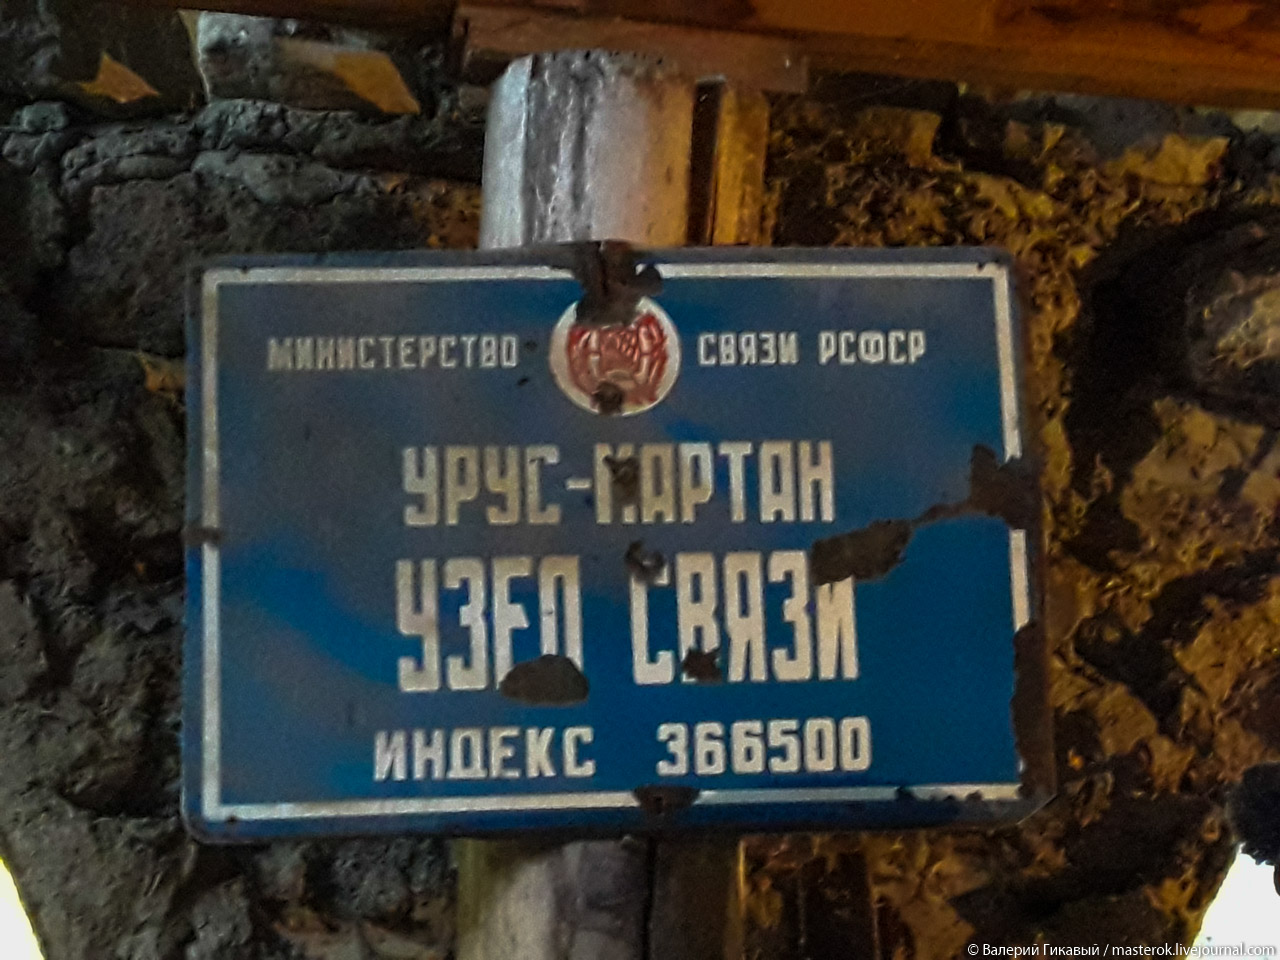 МИНИСТЕРСТВО СВЯЗИ РСФСР
УРУС-МАРТАН
УЗЕЛ СВЯЗИ
ИНДЕКС 366500
© Валерий Гикавый / masterok.livejournal.com